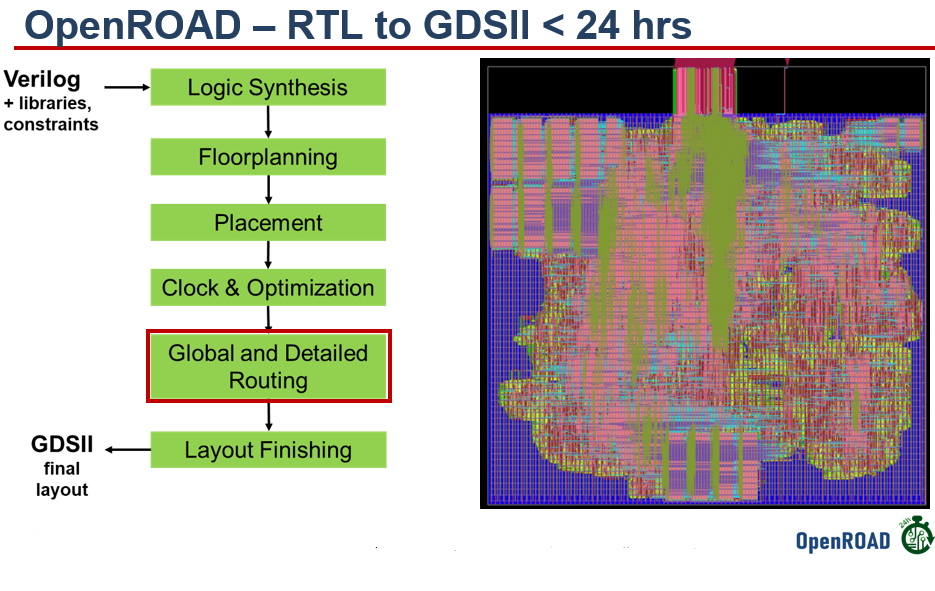 OpenROAD – RTL to GDSII < 24 hrs
Verilog
+ libraries,
constraints
Logic Synthesis
Floorplanning
Placement
Clock & Optimization
Global and Detailed
Routing
Layout Finishing
GDSII
final
layout
OpenROAD
24h